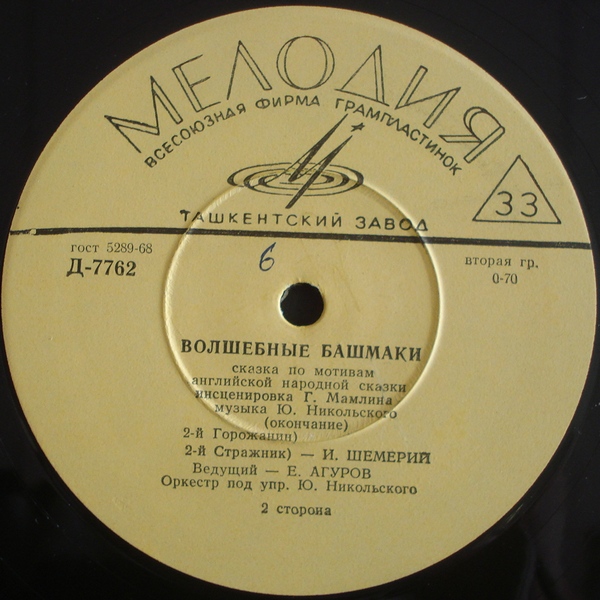 МЕЛОДИЯ
ВСЕСОЮЗНАЯ ФИРМА ГРАМПЛАСТИНОК
33
ТАШКЕНТСКИЙ ЗАВОД
гост 5289-68
Д-7762
6
вторая гр.
0-70
ВОЛШЕБНЫЕ БАШМАКИ
сказка по мотивам
английской народной сказки
инсценировка Г. Мамлина
музыка Ю. Никольского
(окончание)
2-й Горожанин)
2-й Стражник) — И. ШЕМЕРИЙ
Ведущий — Е. АГУРОВ
Оркестр под упр. Ю. Никольского
2 сторона